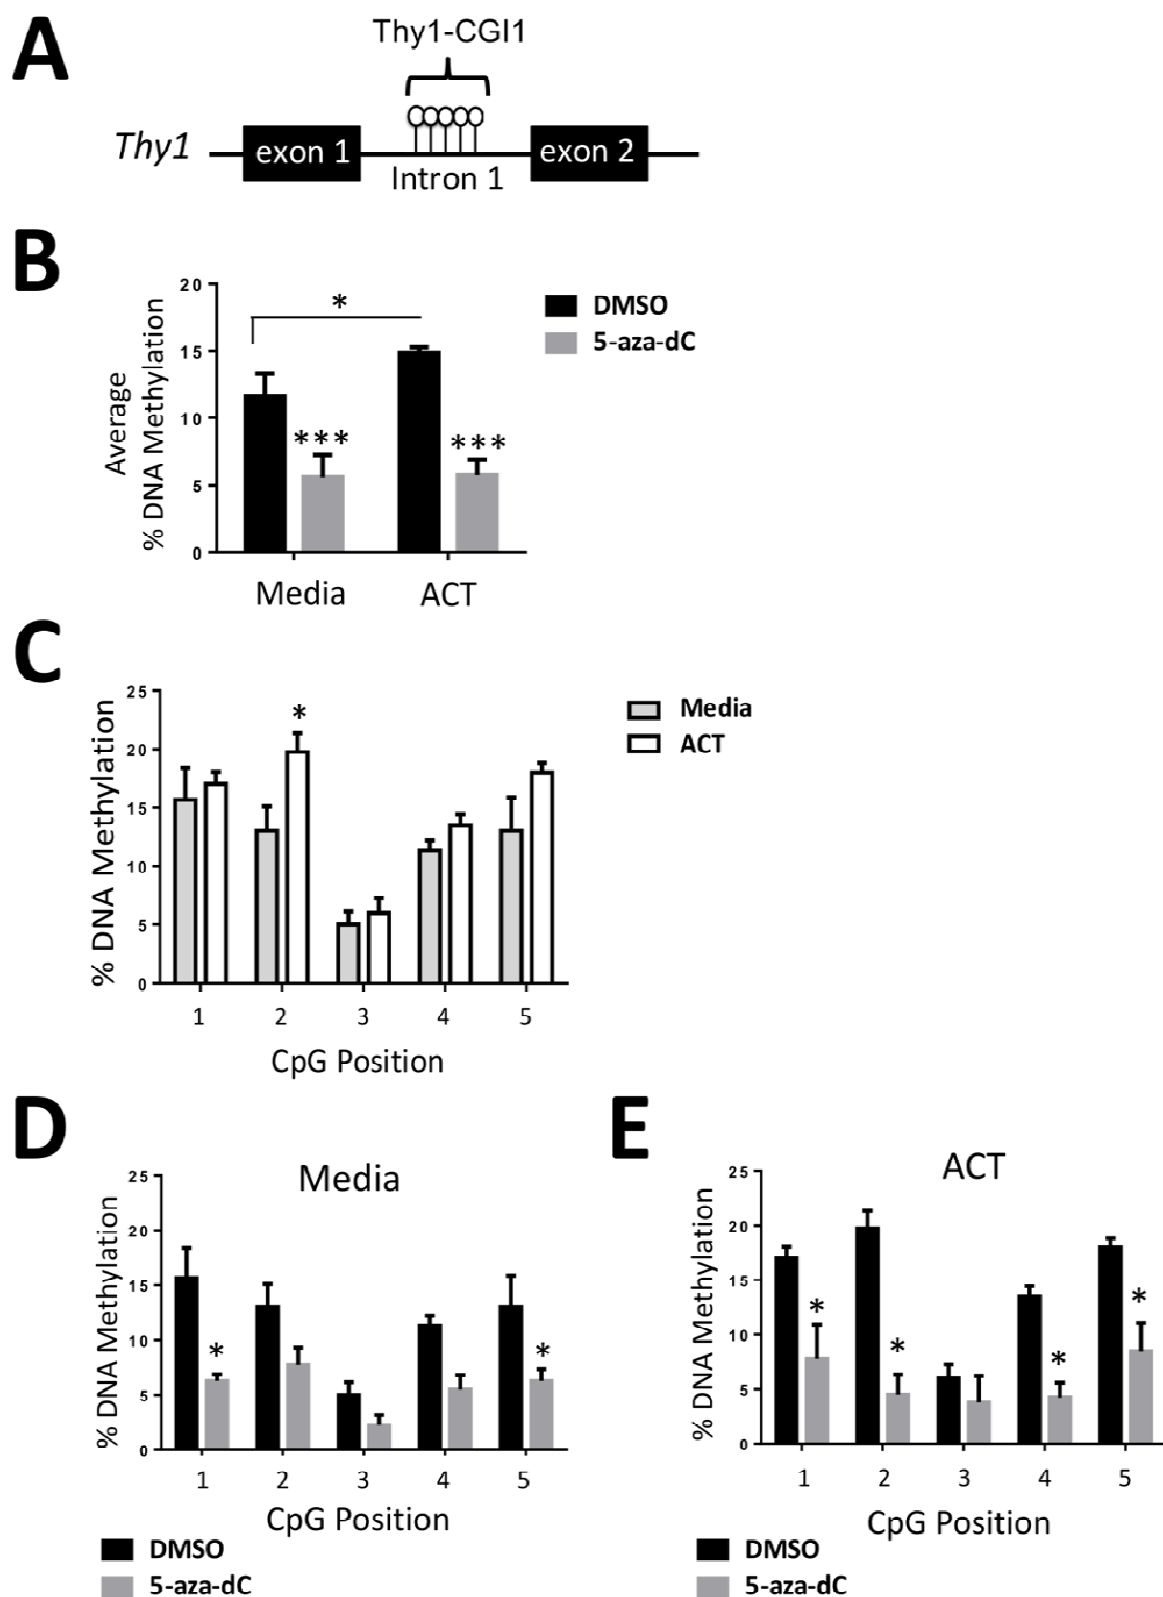 A
Thy1-CGI1
Thy1
exon 1
exon 2
Intron 1
B
20
15
10
5
0
Average
% DNA Methylation
*
***
***
DMSO
5-aza-dC
Media
ACT
C
25
20
15
10
5
0
% DNA Methylation
*
Media
ACT
1 2 3 4 5
CpG Position
D
Media
25
20
15
10
5
0
% DNA Methylation
*
*
1 2 3 4 5
CpG Position
DMSO
5-aza-dC
E
ACT
25
20
15
10
5
0
% DNA Methylation
*
*
*
*
1 2 3 4 5
CpG Position
DMSO
5-aza-dC